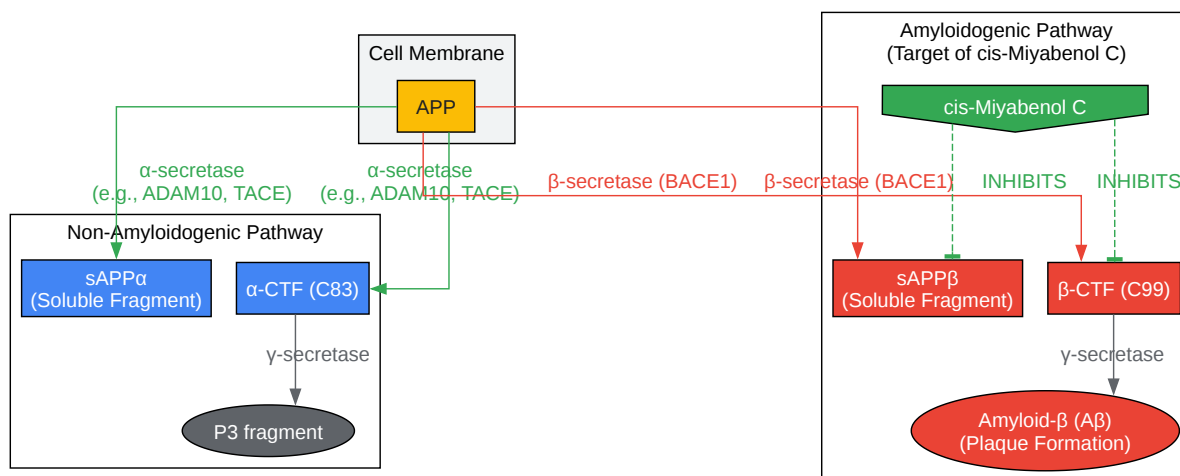 Amyloidogenic Pathway
(Target of cis-Miyabenol C)
Cell Membrane
APP
cis-Miyabenol C
α-secretase
(e.g., ADAM10, TACE)
α-secretase
(e.g., ADAM10, TACE)
β-secretase (BACE1)
β-secretase (BACE1)
INHIBITS
INHIBITS
Non-Amyloidogenic Pathway
sAPPα
(Soluble Fragment)
α-CTF (C83)
sAPPβ
(Soluble Fragment)
β-CTF (C99)
γ-secretase
γ-secretase
P3 fragment
Amyloid-β (Aβ)
(Plaque Formation)